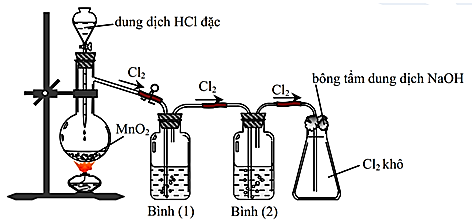 dung dịch HCl đặc
Cl₂
Cl₂
Cl₂
bông tẩm dung dịch NaOH
MnO₂
Cl₂ khô
Bình (1)
Bình (2)